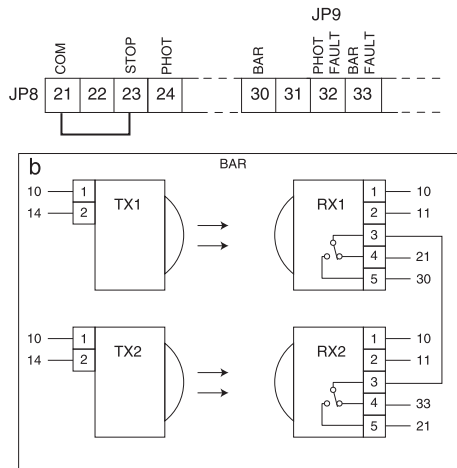 JP9
COM STOP PHOT BAR PHOT FAULT BAR FAULT
JP8 21 22 23 24 30 31 32 33
b BAR
10 1 TX1 RX1 1 10
14 2 2 11
3
4 21
5 30
10 1 TX2 RX2 1 10
14 2 2 11
3
4 33
5 21